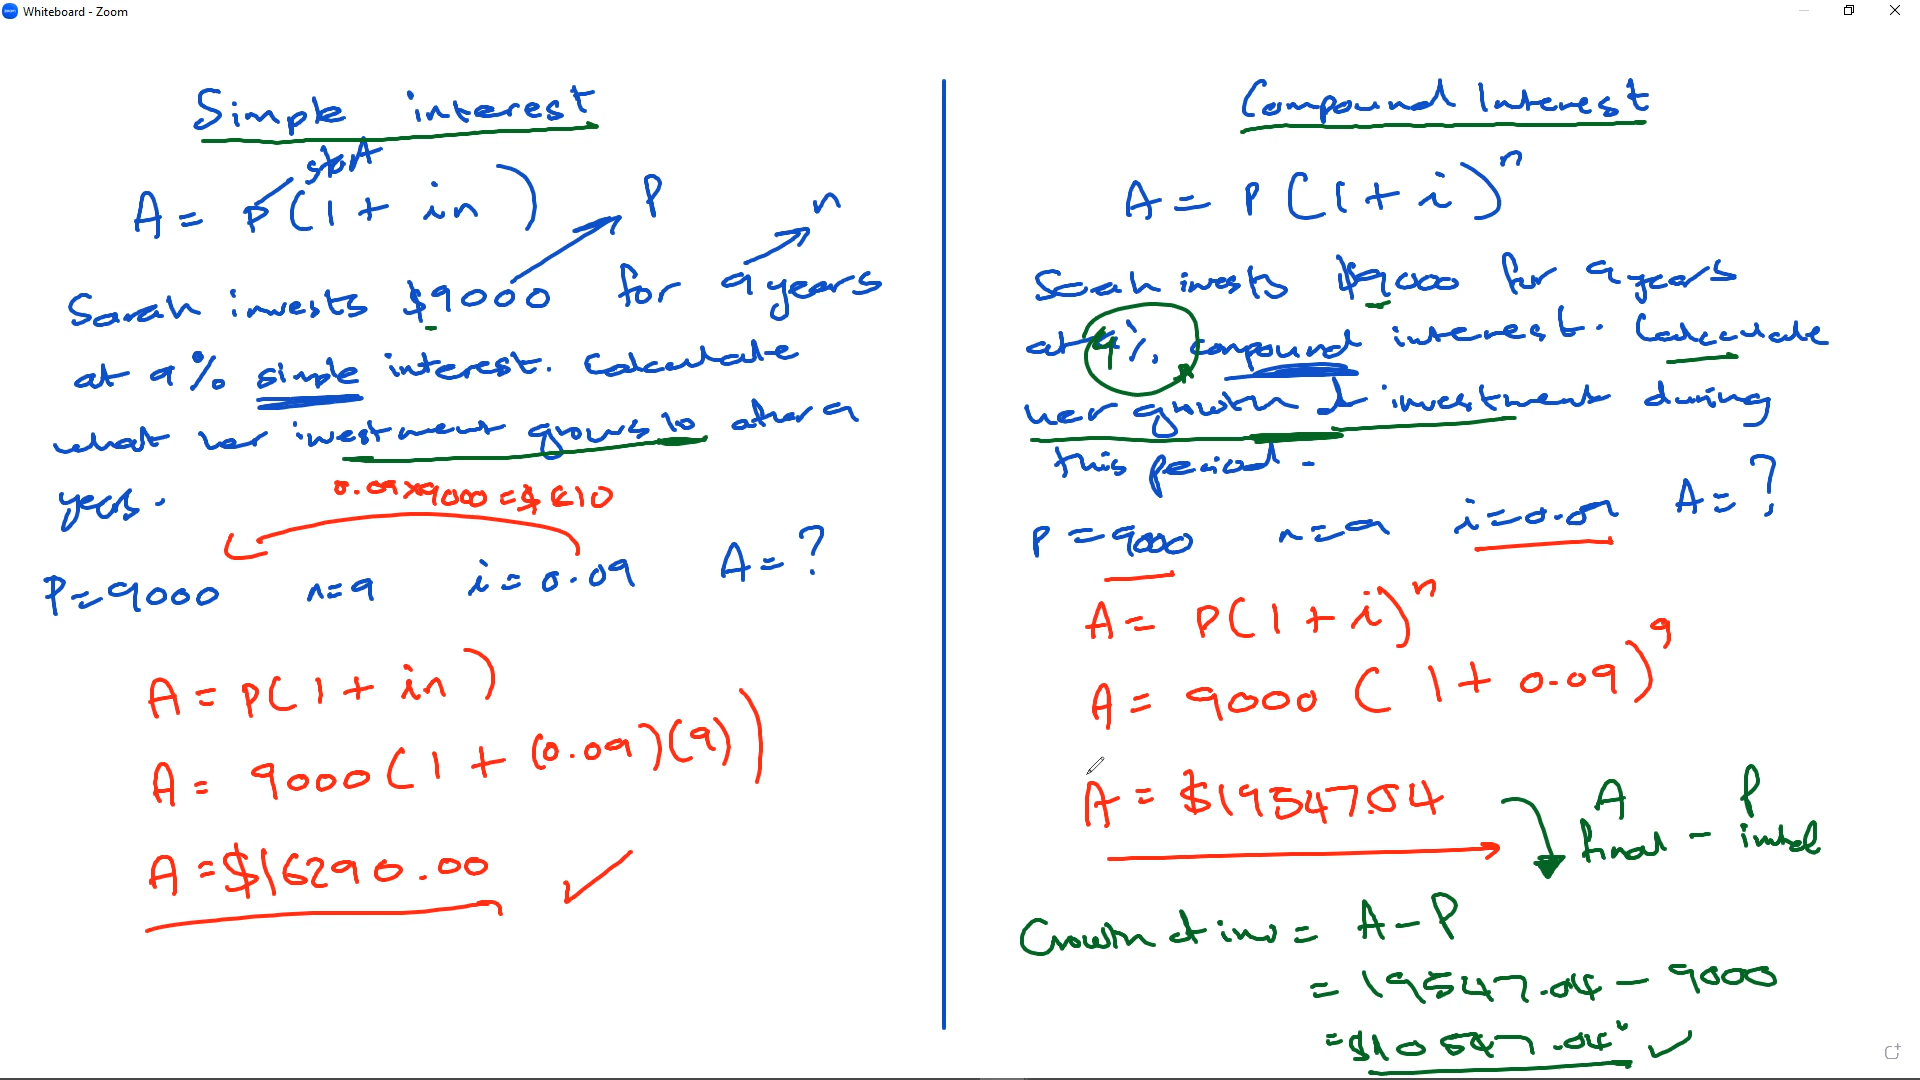 Whiteboard - Zoom
Simple interest
start
A = P(1 + in)
P
n
Sarah invests $9000 for 9 years
at 9% simple interest. Calculate
what her investment grows to after 9
years.
0.09x9000 = $810
P=9000 n=9 i=0.09 A=?
A = P(1 + in)
A = 9000(1 + (0.09)(9))
A = $16290.00 ✓
Compound Interest
A = P(1 + i)^n
Sarah invests $9000 for 9 years
at 9% compound interest. Calculate
her growth of investment during
this period.
P = 9000 n=9 i=0.09 A=?
A = P(1 + i)^n
A = 9000 (1 + 0.09)^9
A = $19547.04
A P
final - initial
Growth of inv = A - P
= 19547.04 - 9000
= $10547.04 ✓